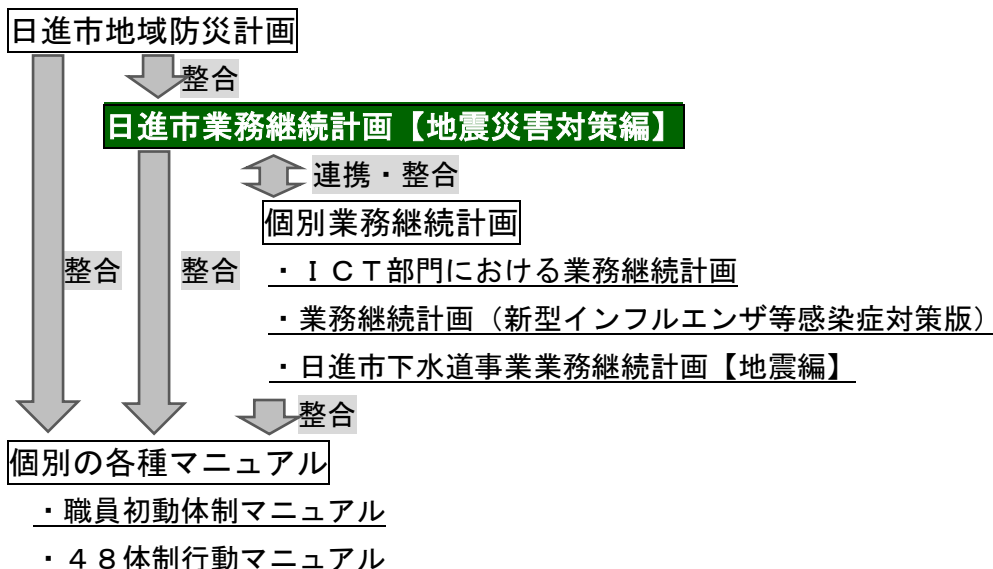 日進市地域防災計画
整合
日進市業務継続計画【地震災害対策編】
連携・整合
個別業務継続計画
整合 整合 ・ＩＣＴ部門における業務継続計画
・業務継続計画（新型インフルエンザ等感染症対策版）
・日進市下水道事業業務継続計画【地震編】
整合
個別の各種マニュアル
・職員初動体制マニュアル
・４８体制行動マニュアル